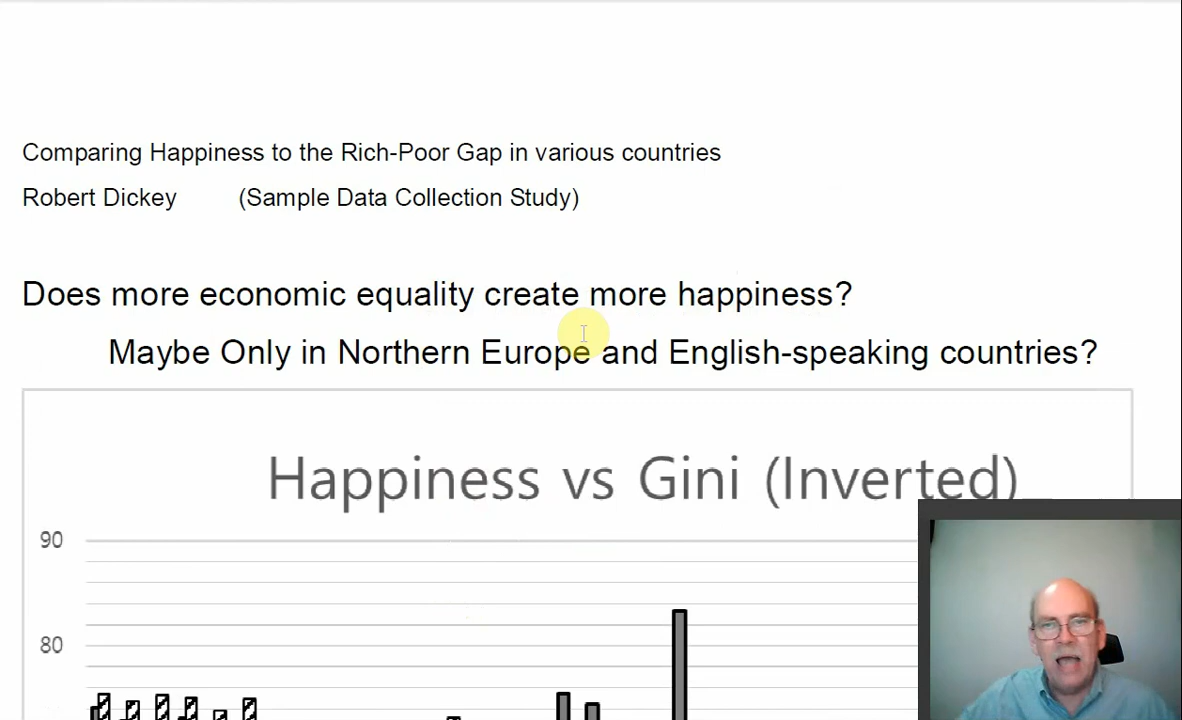 Comparing Happiness to the Rich-Poor Gap in various countries
Robert Dickey (Sample Data Collection Study)
Does more economic equality create more happiness?
Maybe Only in Northern Europe and English-speaking countries?
Happiness vs Gini (Inverted)
90
80